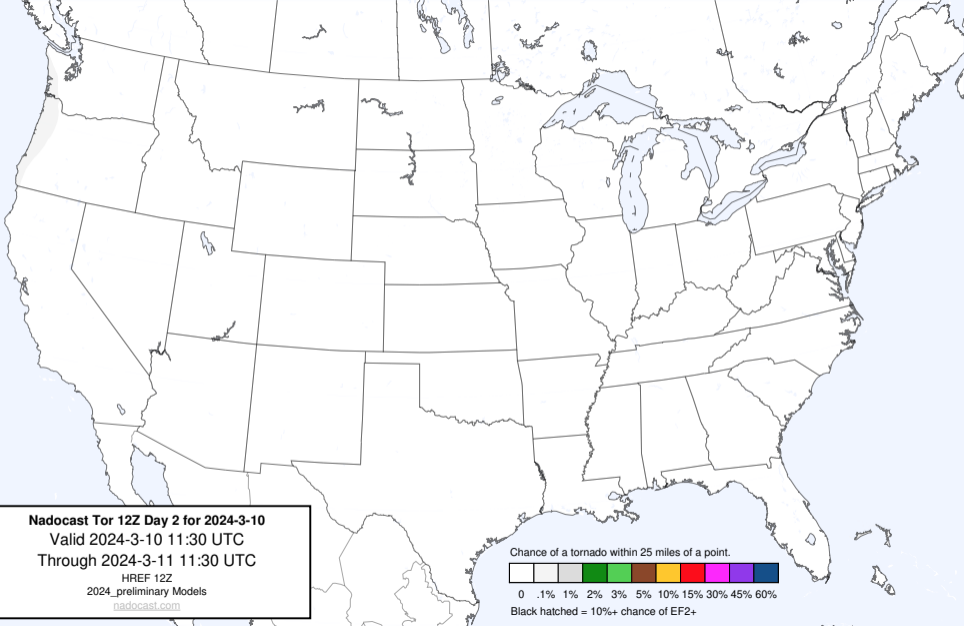 Nadocast Tor 12Z Day 2 for 2024-3-10
Valid 2024-3-10 11:30 UTC
Through 2024-3-11 11:30 UTC
HREF 12Z
2024_preliminary Models
nadocast.com
Chance of a tornado within 25 miles of a point.
0 .1% 1% 2% 3% 5% 10% 15% 30% 45% 60%
Black hatched = 10%+ chance of EF2+